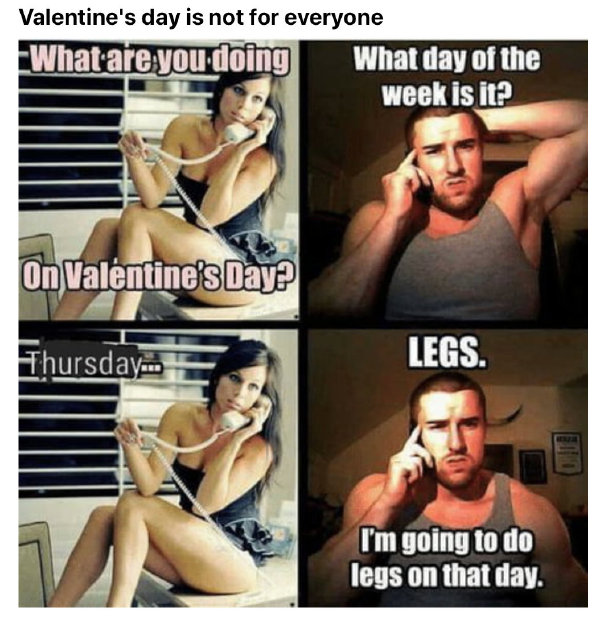 Valentine's day is not for everyone
What are you doing
On Valentine's Day?
What day of the
week is it?
Thursday...
LEGS.
I'm going to do
legs on that day.